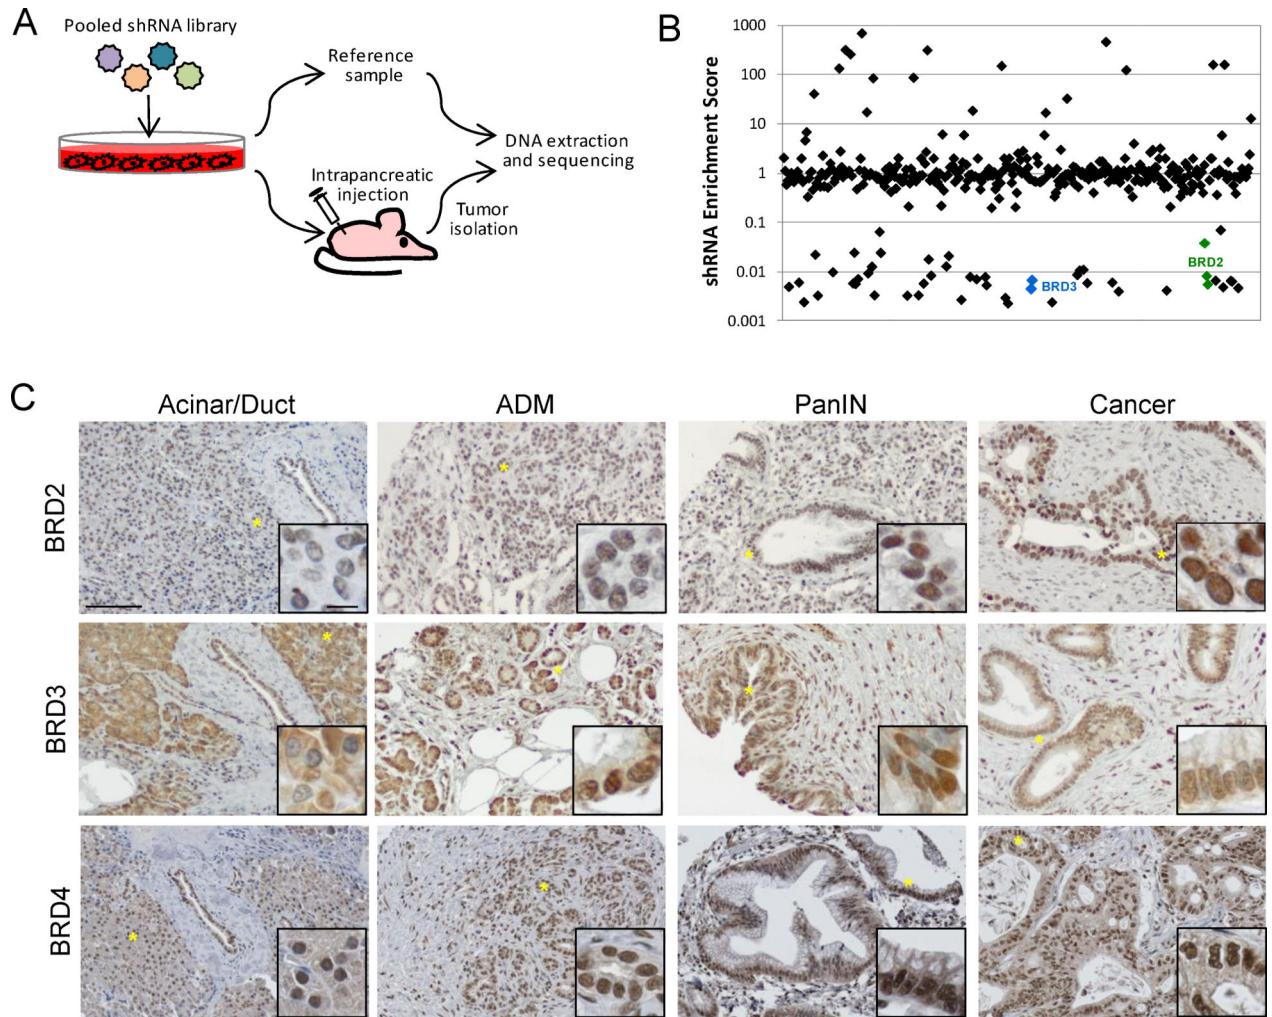 A
Pooled shRNA library
Reference
sample
DNA extraction
and sequencing
Intrapancreatic
injection
Tumor
isolation
B
shRNA Enrichment Score
1000
100
10
1
0.1
0.01
0.001
BRD2
BRD3
C
Acinar/Duct
ADM
PanIN
Cancer
BRD2
BRD3
BRD4